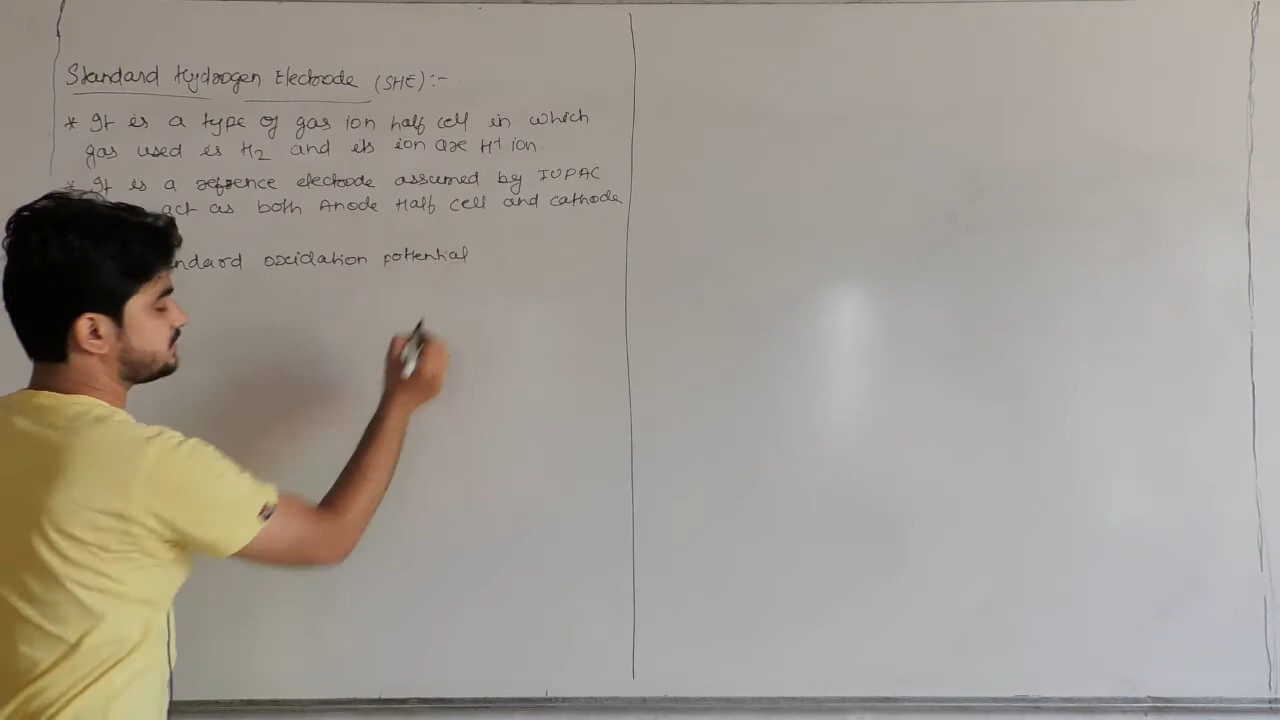 Standard Hydrogen Electrode (SHE):-
* It is a type of gas ion half cell in which
gas used is H2 and its ion are H+ ion
* It is a refrence electrode assumed by IUPAC
act as both Anode Half cell and cathode
ndard oxidation potential